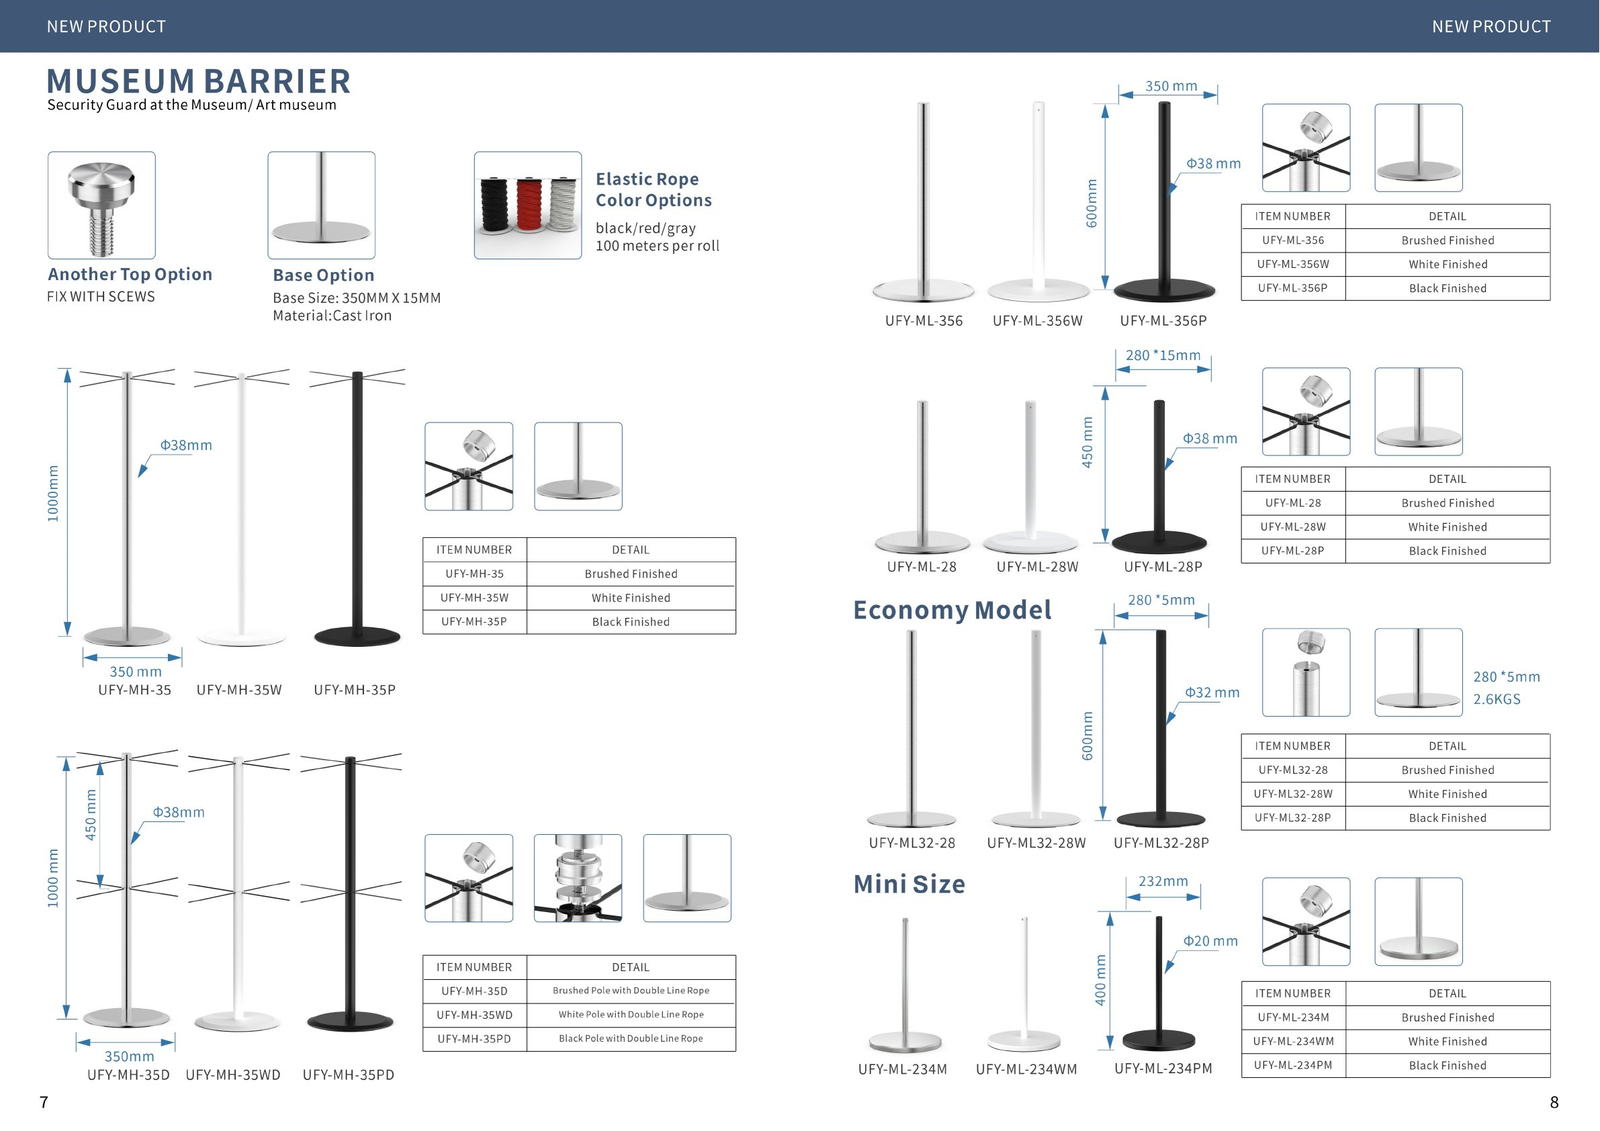 NEW PRODUCT
NEW PRODUCT
MUSEUM BARRIER
Security Guard at the Museum/ Art museum
Another Top Option
FIX WITH SCEWS
Base Option
Base Size: 350MM X 15MM
Material:Cast Iron
Elastic Rope
Color Options
black/red/gray
100 meters per roll
1000mm
Φ38mm
350 mm
UFY-MH-35
UFY-MH-35W
UFY-MH-35P
ITEM NUMBER DETAIL
UFY-MH-35 Brushed Finished
UFY-MH-35W White Finished
UFY-MH-35P Black Finished
1000 mm
450 mm
Φ38mm
350mm
UFY-MH-35D
UFY-MH-35WD
UFY-MH-35PD
ITEM NUMBER DETAIL
UFY-MH-35D Brushed Pole with Double Line Rope
UFY-MH-35WD White Pole with Double Line Rope
UFY-MH-35PD Black Pole with Double Line Rope
7
350 mm
600mm
Φ38 mm
UFY-ML-356
UFY-ML-356W
UFY-ML-356P
ITEM NUMBER DETAIL
UFY-ML-356 Brushed Finished
UFY-ML-356W White Finished
UFY-ML-356P Black Finished
280 *15mm
450 mm
Φ38 mm
UFY-ML-28
UFY-ML-28W
UFY-ML-28P
ITEM NUMBER DETAIL
UFY-ML-28 Brushed Finished
UFY-ML-28W White Finished
UFY-ML-28P Black Finished
Economy Model
280 *5mm
600mm
Φ32 mm
280 *5mm
2.6KGS
UFY-ML32-28
UFY-ML32-28W
UFY-ML32-28P
ITEM NUMBER DETAIL
UFY-ML32-28 Brushed Finished
UFY-ML32-28W White Finished
UFY-ML32-28P Black Finished
Mini Size
232mm
400 mm
Φ20 mm
UFY-ML-234M
UFY-ML-234WM
UFY-ML-234PM
ITEM NUMBER DETAIL
UFY-ML-234M Brushed Finished
UFY-ML-234WM White Finished
UFY-ML-234PM Black Finished
8